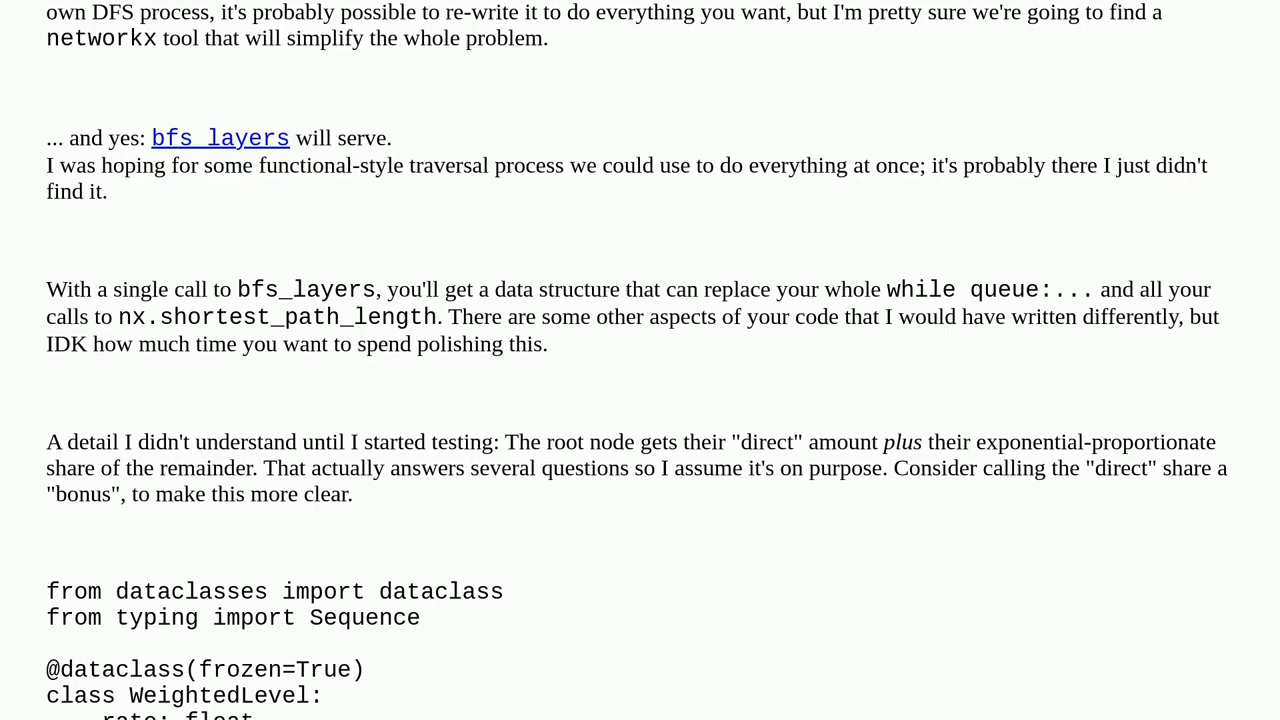 own DFS process, it's probably possible to re-write it to do everything you want, but I'm pretty sure we're going to find a
networkx tool that will simplify the whole problem.
... and yes: bfs_layers will serve.
I was hoping for some functional-style traversal process we could use to do everything at once; it's probably there I just didn't
find it.
With a single call to bfs_layers, you'll get a data structure that can replace your whole while queue:... and all your
calls to nx.shortest_path_length. There are some other aspects of your code that I would have written differently, but
IDK how much time you want to spend polishing this.
A detail I didn't understand until I started testing: The root node gets their "direct" amount plus their exponential-proportionate
share of the remainder. That actually answers several questions so I assume it's on purpose. Consider calling the "direct" share a
"bonus", to make this more clear.
from dataclasses import dataclass
from typing import Sequence
@dataclass(frozen=True)
class WeightedLevel:
rate: float